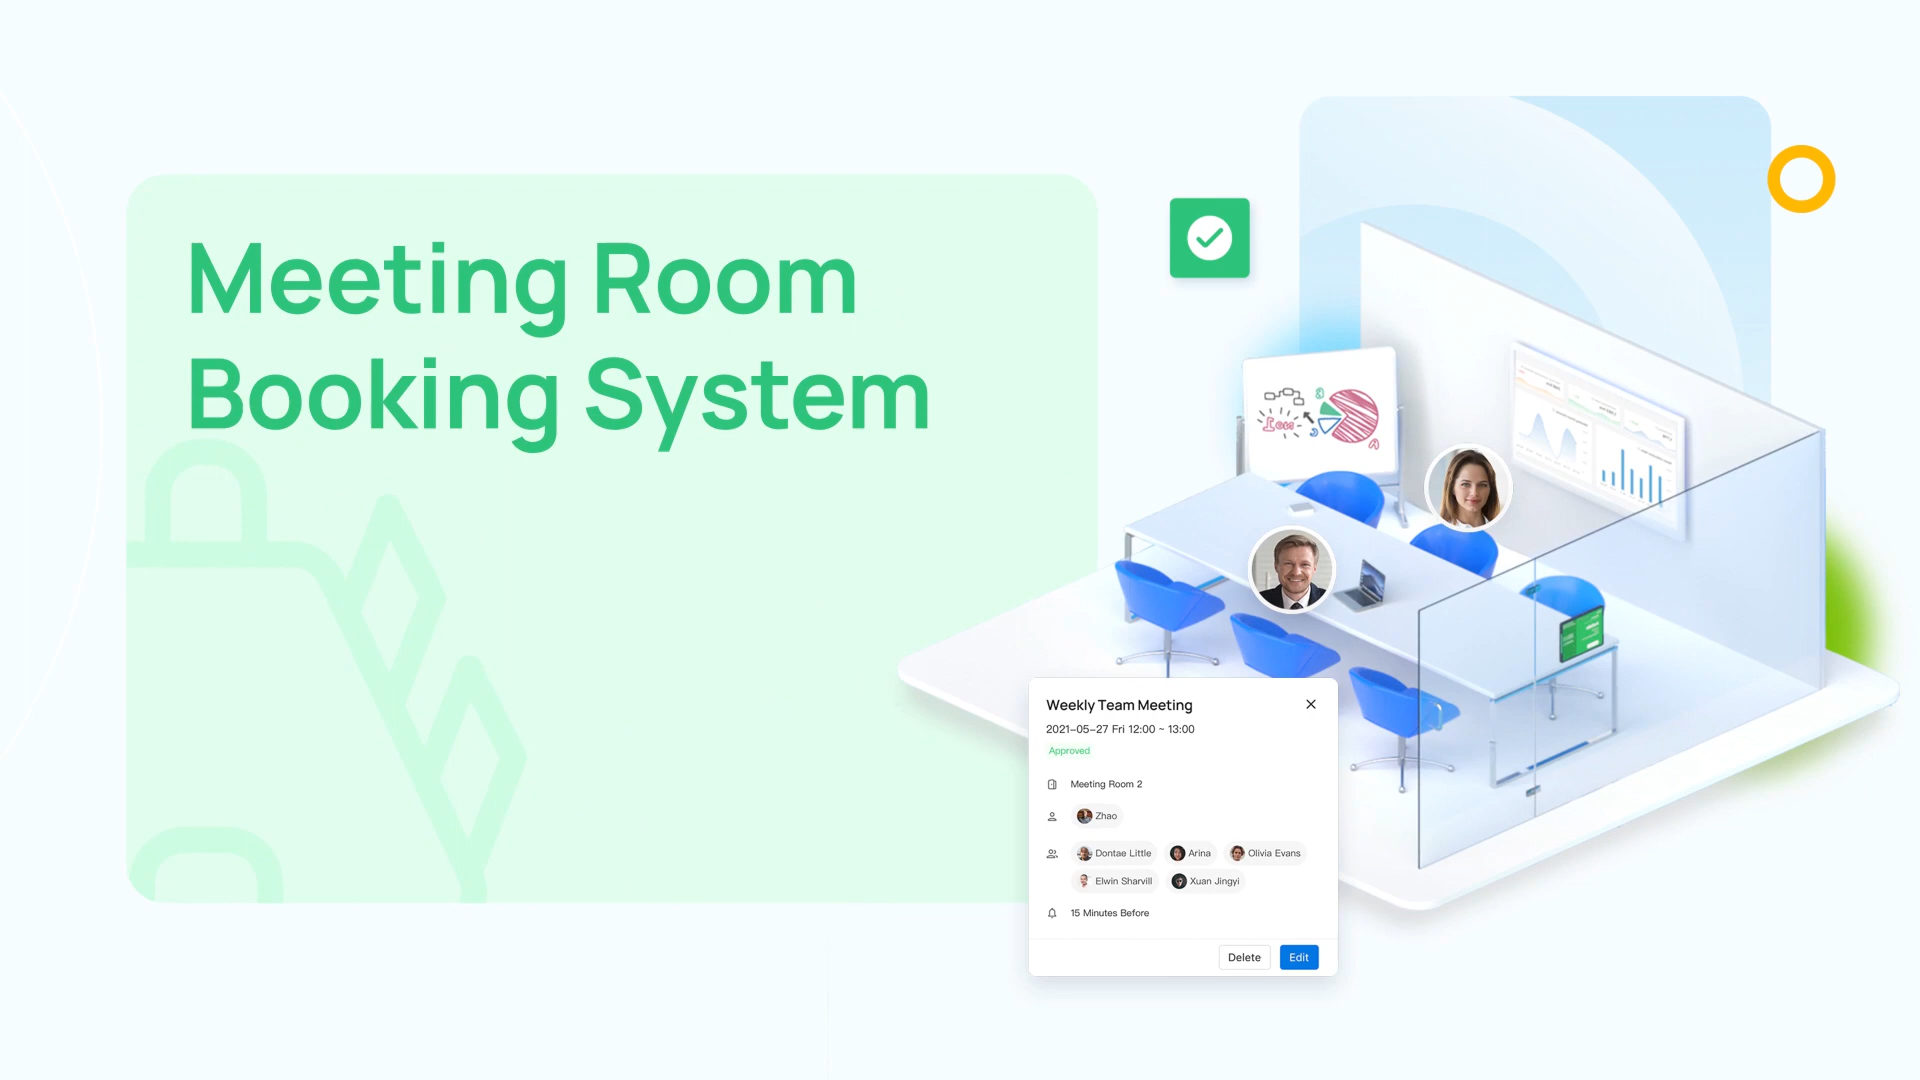 Meeting Room
Booking System
Weekly Team Meeting
2021-05-27 Fri 12:00 ~ 13:00
Approved
Meeting Room 2
Zhao
Dontae Little Arina Olivia Evans
Elwin Sharvill Xuan Jingyi
15 Minutes Before
Delete Edit